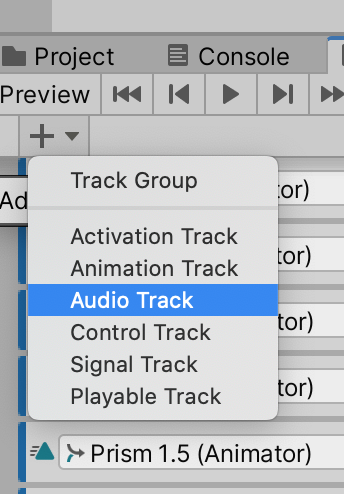 Project
Console
Preview
Ad
Track Group
tor)
Activation Track
tor)
Animation Track
Audio Track
tor)
Control Track
Signal Track
tor)
Playable Track
Prism 1.5 (Animator)